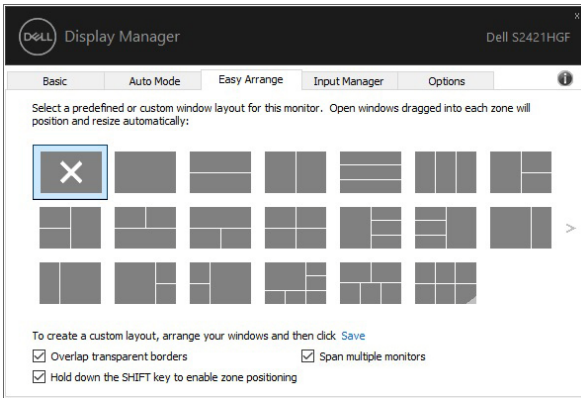 DELL Display Manager
Dell S2421HGF
Basic Auto Mode Easy Arrange Input Manager Options
Select a predefined or custom window layout for this monitor. Open windows dragged into each zone will
position and resize automatically:
To create a custom layout, arrange your windows and then click Save
Overlap transparent borders
Span multiple monitors
Hold down the SHIFT key to enable zone positioning